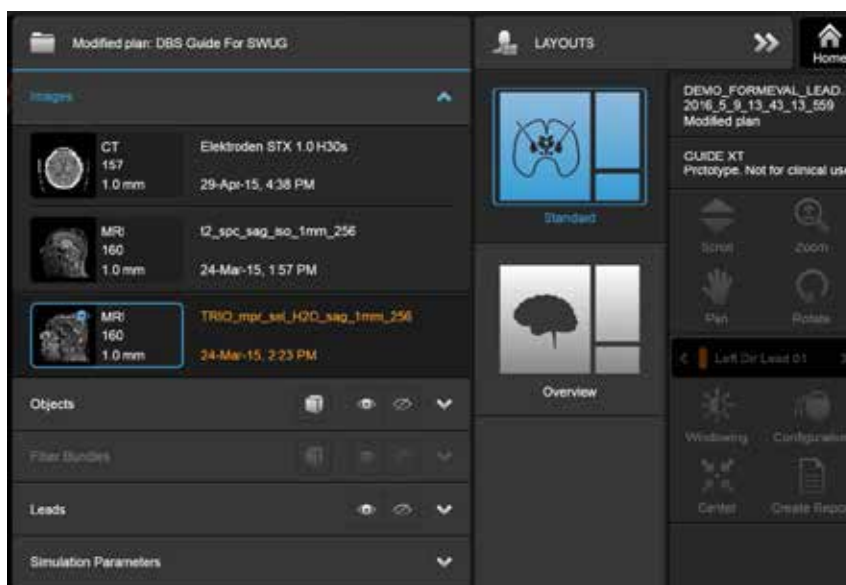 Modified plan: DBS Guide For SWUG
Images
CT
157
1.0 mm
Elektroden STX 1.0 H30s
29-Apr-15, 4:38 PM
MRI
160
1.0 mm
t2_spc_sag_iso_1mm_256
24-Mar-15, 1:57 PM
MRI
160
1.0 mm
24-Mar-15, 2:23 PM
Objects
Fiber Bundles
Leads
Simulation Parameters
LAYOUTS
Standard
Overview
Home
DEMO_FORMEVAL_LEAD
2016_5_9_13_43_13_559
Modified plan
GUIDE XT
Prototype. Not for clinical use
Scroll
Zoom
Pan
Rotate
Left Dir Lead 01
Windowing
Configuration
Center
Create Repo